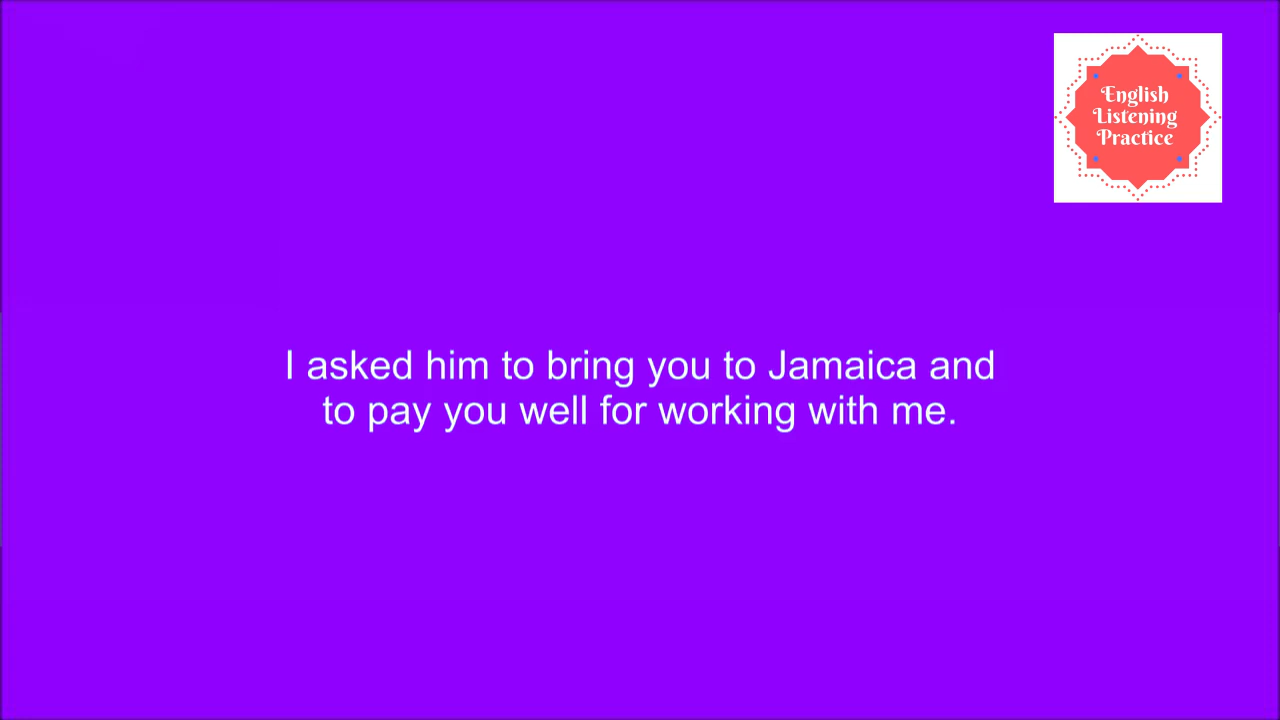 English
Listening
Practice
I asked him to bring you to Jamaica and
to pay you well for working with me.